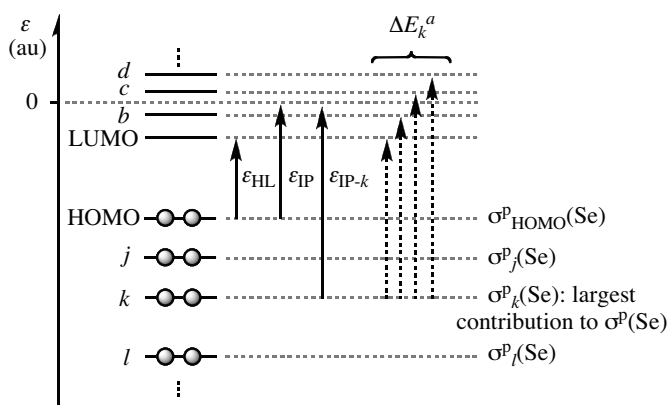 ε
(au)
ΔE_k^a
d
c
0
b
LUMO
ε_HL
ε_IP
ε_IP-k
HOMO
σ^p_HOMO(Se)
j
σ^p_j(Se)
k
σ^p_k(Se): largest
contribution to σ^p(Se)
l
σ^p_l(Se)